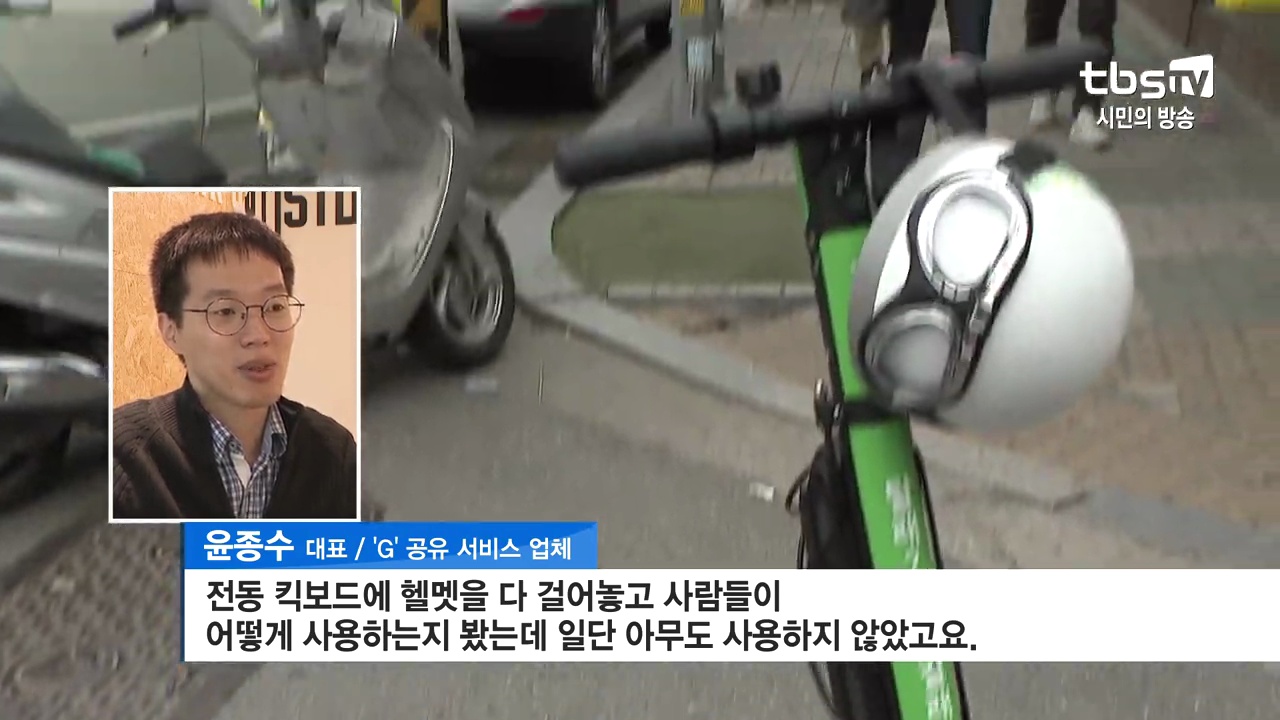 tbs TV
시민의 방송
윤종수 대표 / 'G' 공유 서비스 업체
전동 킥보드에 헬멧을 다 걸어놓고 사람들이
어떻게 사용하는지 봤는데 일단 아무도 사용하지 않았고요.